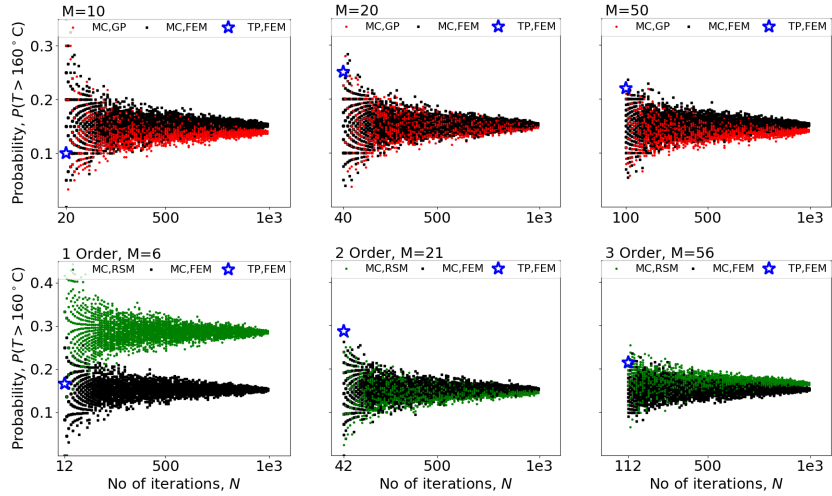 M=10
M=20
M=50
MC,GP MC,FEM TP,FEM
MC,GP MC,FEM TP,FEM
MC,GP MC,FEM TP,FEM
Probability, P(T > 160°C)
0.3
0.2
0.1
20 500 1e3
40 500 1e3
100 500 1e3
1 Order, M=6
2 Order, M=21
3 Order, M=56
MC,RSM MC,FEM TP,FEM
MC,RSM MC,FEM TP,FEM
MC,RSM MC,FEM TP,FEM
Probability, P(T > 160°C)
0.4
0.3
0.2
0.1
12 500 1e3
42 500 1e3
112 500 1e3
No of iterations, N
No of iterations, N
No of iterations, N